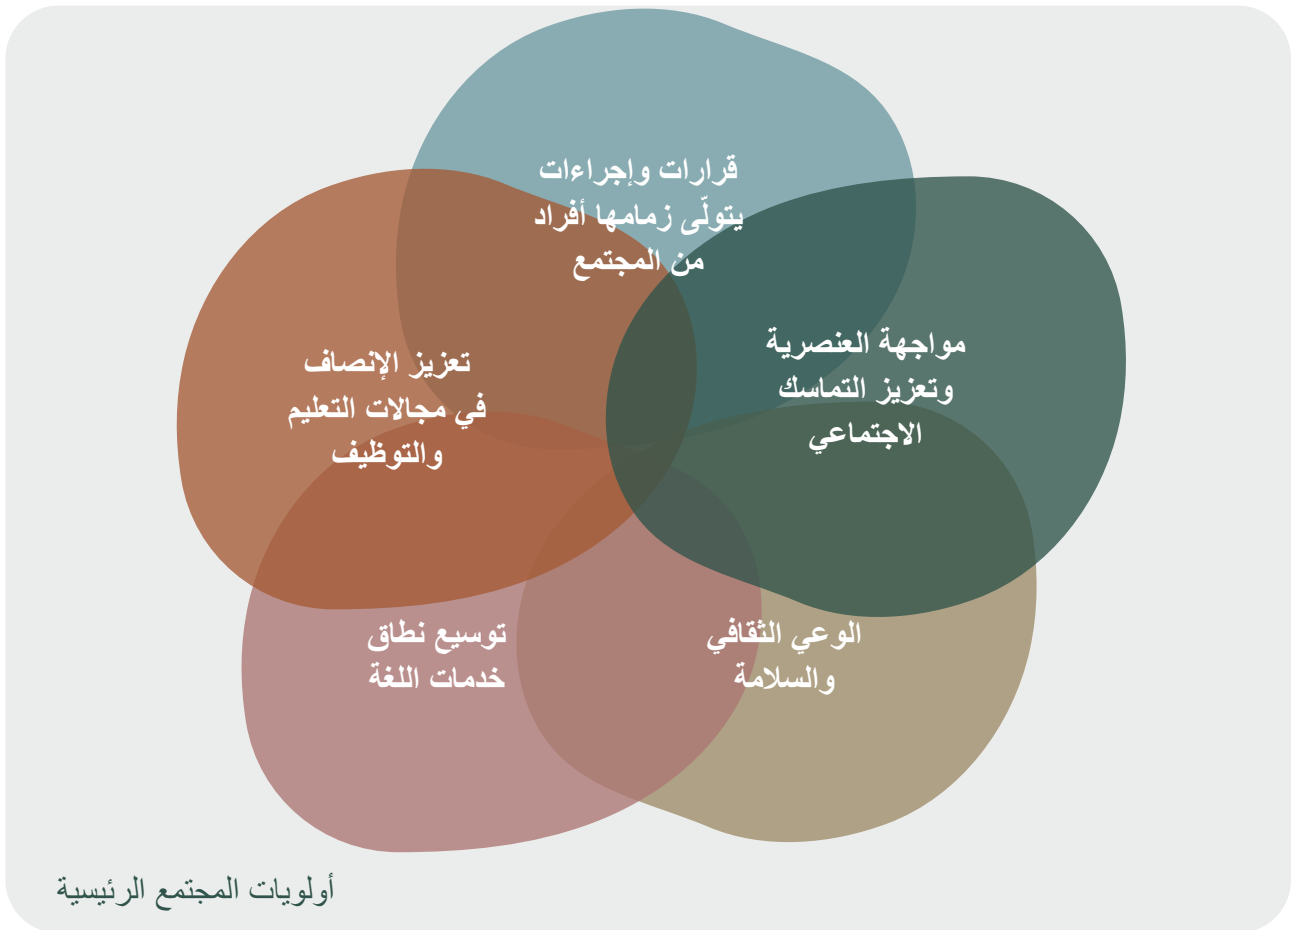 قرارات وإجراءات
يتولّى زمامها أفراد
من المجتمع
مواجهة العنصرية
وتعزيز التماسك
الاجتماعي
تعزيز الإنصاف
في مجالات التعليم
والتوظيف
الوعي الثقافي
والسلامة
توسيع نطاق
خدمات اللغة
أولويات المجتمع الرئيسية